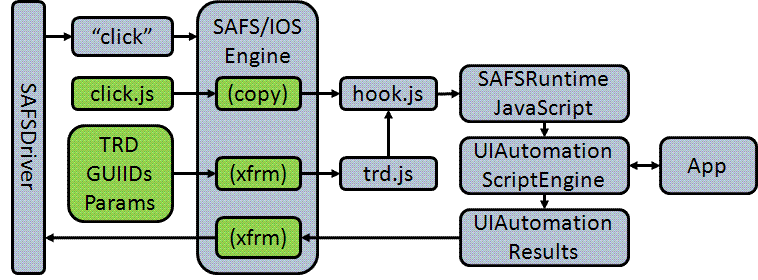 SAFSDriver
“click”
SAFS/IOS
Engine
click.js
(copy)
hook.js
SAFSRuntime
JavaScript
TRD
GUIIDs
Params
(xfrm)
trd.js
UIAutomation
ScriptEngine
App
(xfrm)
UIAutomation
Results